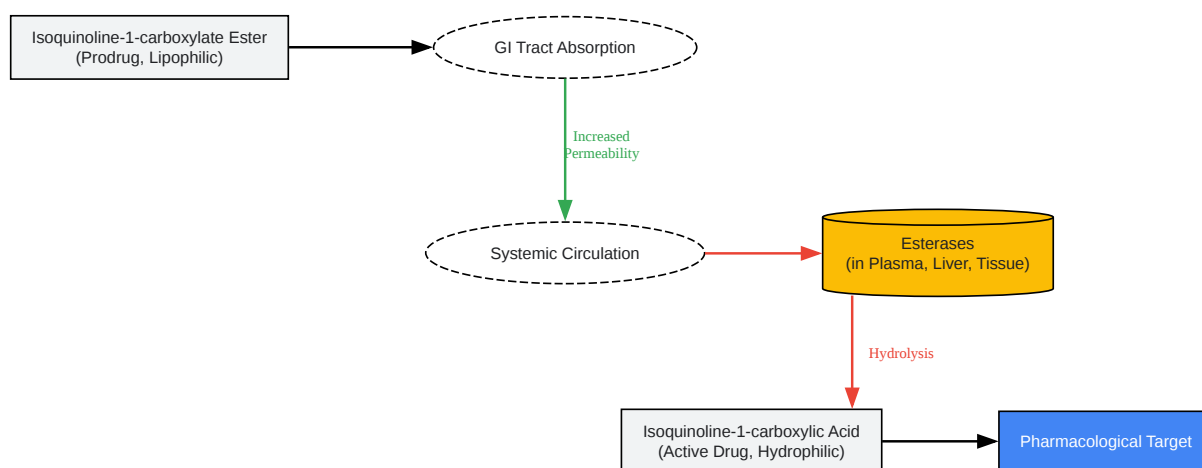 Isoquinoline-1-carboxylate Ester
(Prodrug, Lipophilic)
GI Tract Absorption
Increased
Permeability
Systemic Circulation
Esterases
(in Plasma, Liver, Tissue)
Hydrolysis
Isoquinoline-1-carboxylic Acid
(Active Drug, Hydrophilic)
Pharmacological Target